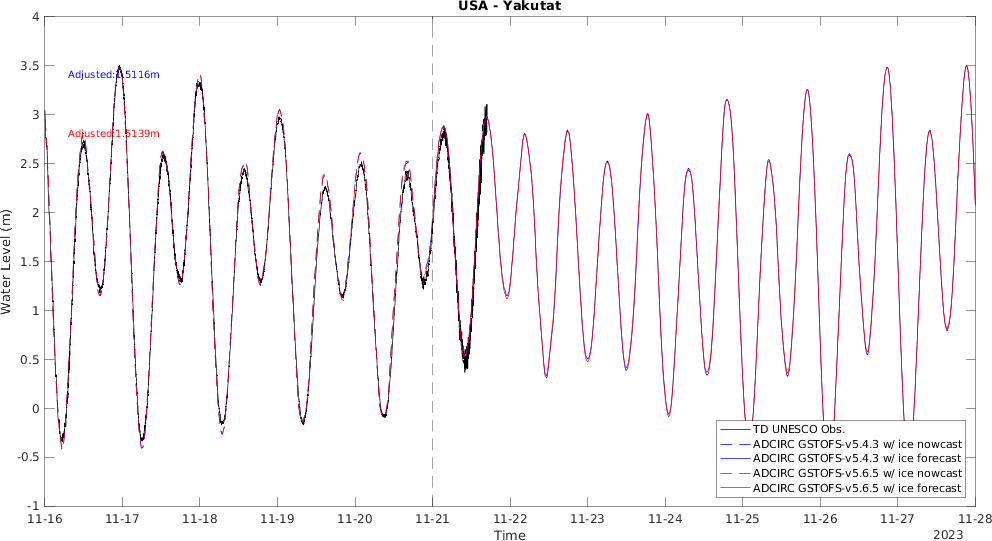 USA - Yakutat
4
3.5
3
2.5
2
1.5
1
0.5
0
-0.5
-1
Water Level (m)
Adjusted:1.5116m
Adjusted:1.5139m
TD UNESCO Obs.
ADCIRC GSTOFS-v5.4.3 w/ ice nowcast
ADCIRC GSTOFS-v5.4.3 w/ ice forecast
ADCIRC GSTOFS-v5.6.5 w/ ice nowcast
ADCIRC GSTOFS-v5.6.5 w/ ice forecast
11-16 11-17 11-18 11-19 11-20 11-21 11-22 11-23 11-24 11-25 11-26 11-27 11-28
Time
2023